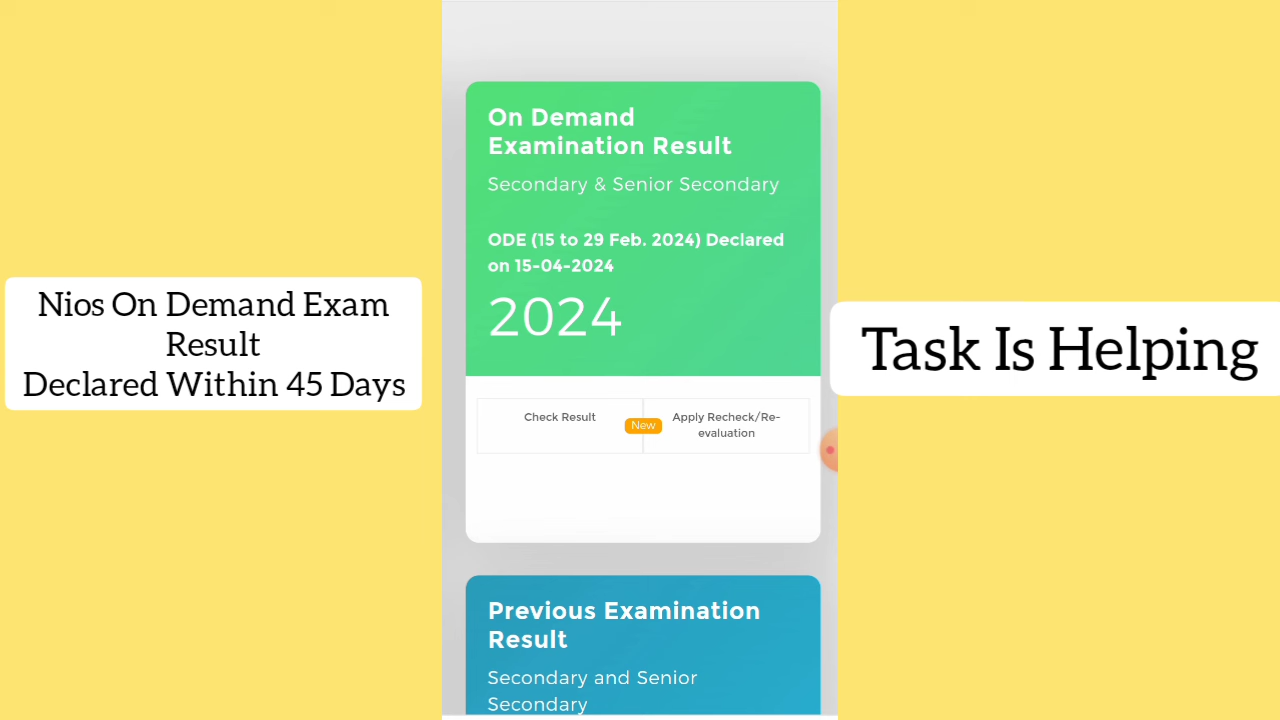 Nios On Demand Exam
Result
Declared Within 45 Days
On Demand
Examination Result
Secondary & Senior Secondary
ODE (15 to 29 Feb. 2024) Declared
on 15-04-2024
2024
Check Result
New
Apply Recheck/Re-
evaluation
Previous Examination
Result
Secondary and Senior
Secondary
Task Is Helping